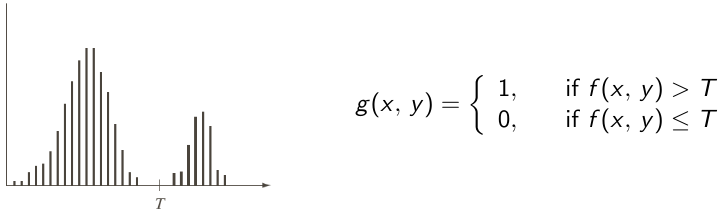 g(x, y) = { 1, if f(x, y) > T
0, if f(x, y) ≤ T
T